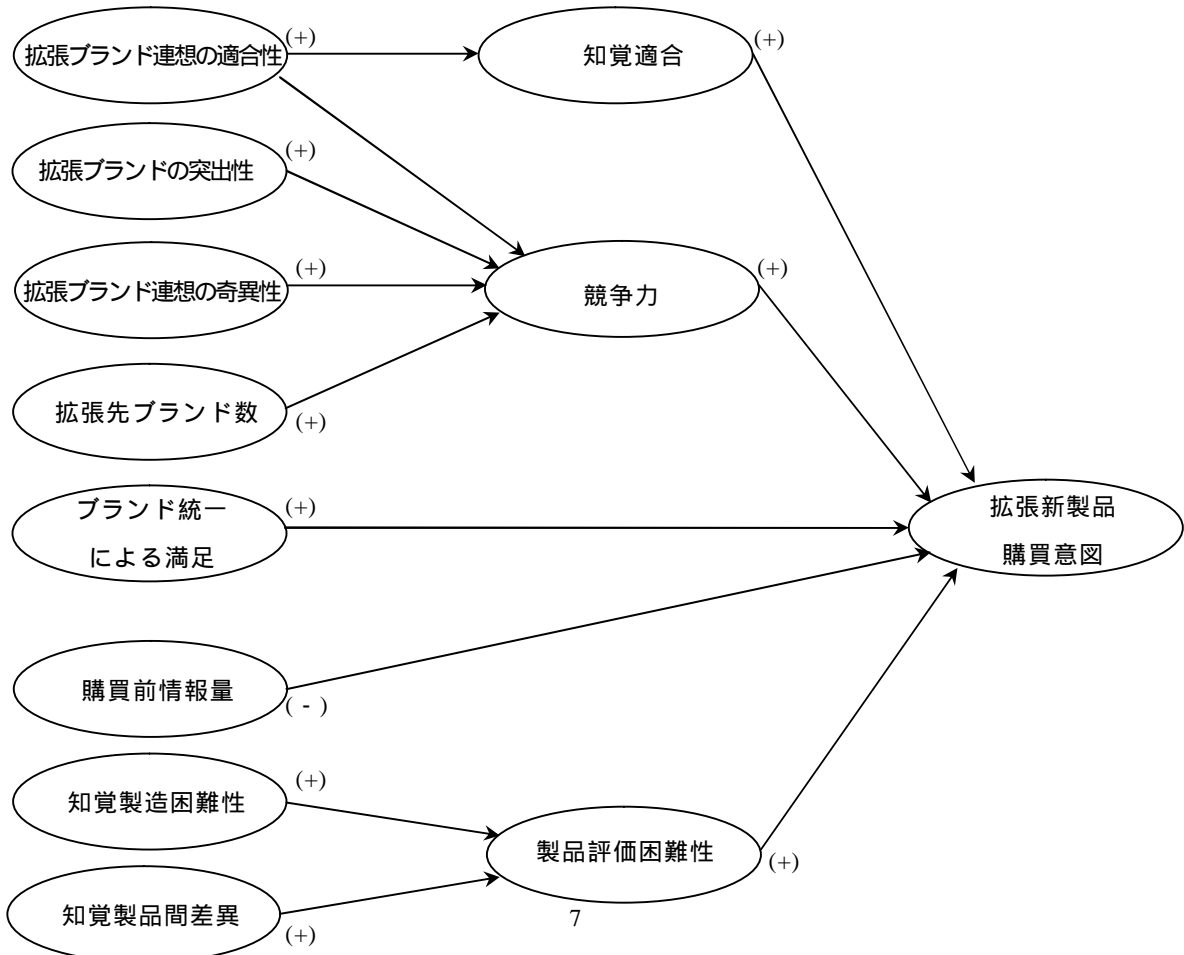 拡張ブランド連想の適合性
(+)
知覚適合
(+)
拡張ブランドの突出性
(+)
拡張ブランド連想の奇異性
(+)
競争力
(+)
拡張先ブランド数
(+)
ブランド統一
による満足
(+)
拡張新製品
購買意図
購買前情報量
( - )
知覚製造困難性
(+)
製品評価困難性
(+)
知覚製品間差異
(+)
7